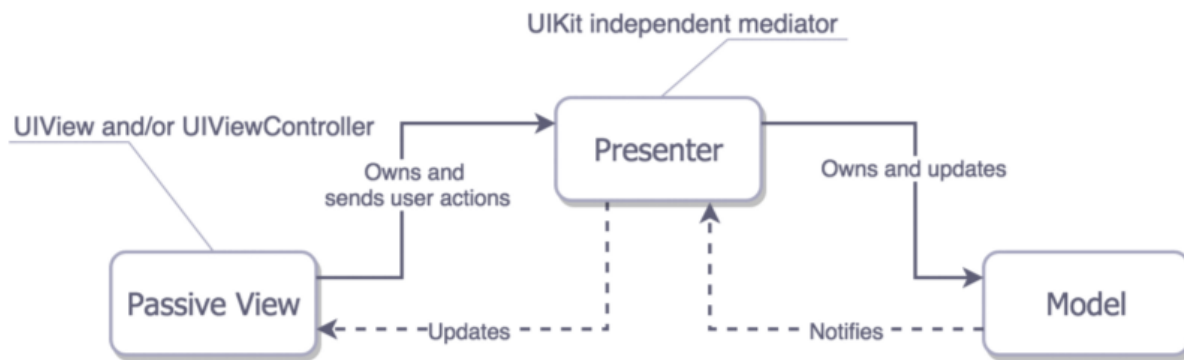 UIKit independent mediator
UIView and/or UIViewController
Presenter
Owns and
sends user actions
Owns and updates
Passive View
Model
Updates
Notifies